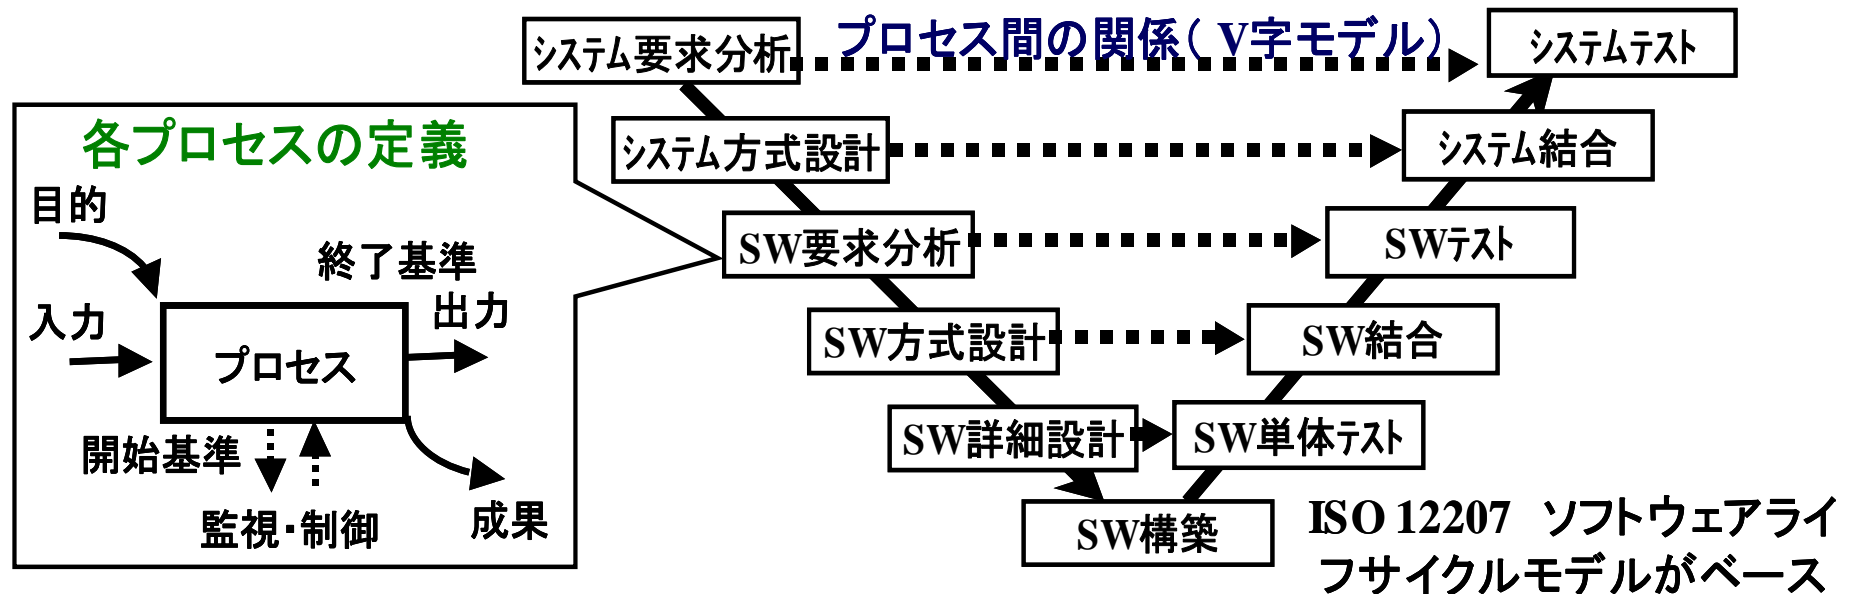 プロセス間の関係( V字モデル)
システム要求分析
システムテスト
システム方式設計
システム結合
SW要求分析
SWテスト
SW方式設計
SW結合
SW詳細設計
SW単体テスト
SW構築
各プロセスの定義
目的
終了基準
入力
出力
プロセス
開始基準
監視・制御
成果
ISO 12207 ソフトウェアライ
フサイクルモデルがベース